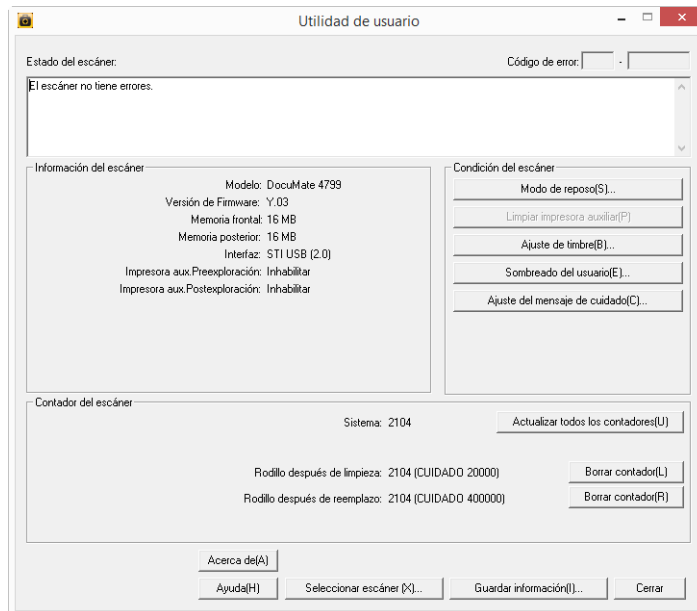 Utilidad de usuario
Estado del escáner:
Código de error:
-
El escáner no tiene errores.
Información del escáner
Modelo: DocuMate 4799
Versión de Firmware: Y.03
Memoria frontal: 16 MB
Memoria posterior: 16 MB
Interfaz: STI USB (2.0)
Impresora aux.Preexploración: Inhabilitar
Impresora aux.Postexploración: Inhabilitar
Condición del escáner
Modo de reposo(S)...
Limpiar impresora auxiliar(P)
Ajuste de timbre(B)...
Sombreado del usuario(E)...
Ajuste del mensaje de cuidado(C)...
Contador del escáner
Sistema: 2104
Actualizar todos los contadores(U)
Rodillo después de limpieza: 2104 (CUIDADO 20000)
Borrar contador(L)
Rodillo después de reemplazo: 2104 (CUIDADO 400000)
Borrar contador(R)
Acerca de(A)
Ayuda(H)
Seleccionar escáner (X)...
Guardar información(I)...
Cerrar